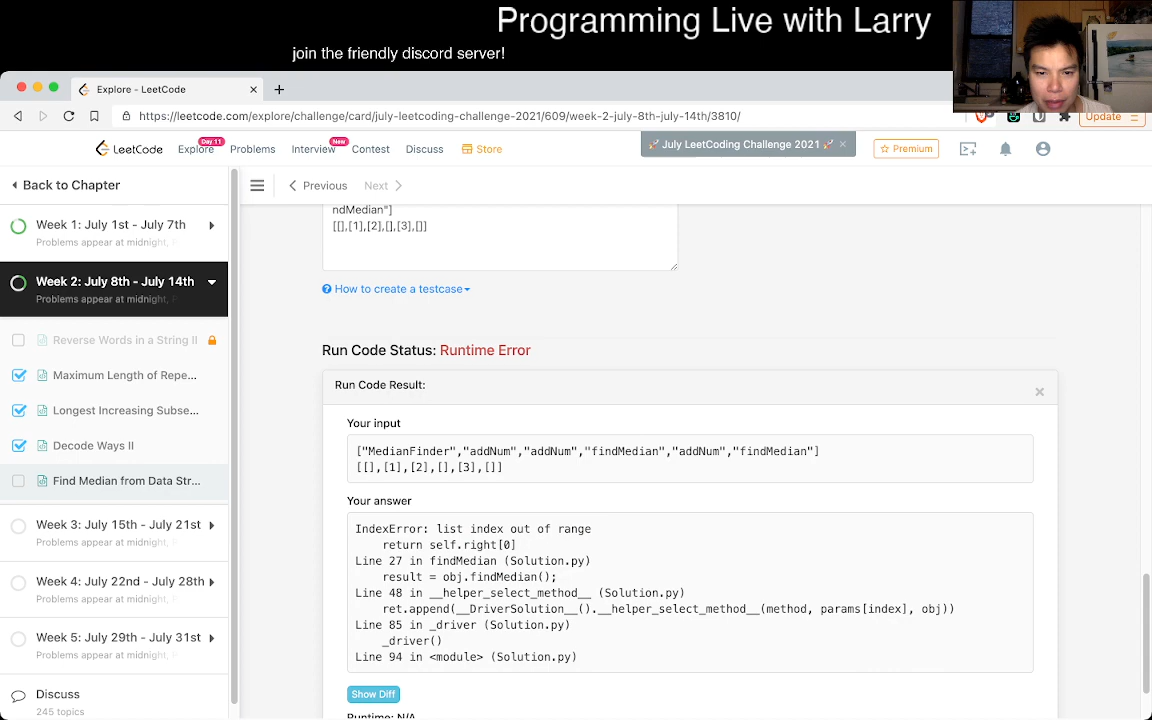 Programming Live with Larry
join the friendly discord server!
Explore - LeetCode
https://leetcode.com/explore/challenge/card/july-leetcoding-challenge-2021/609/week-2-july-8th-july-14th/3810/
Update
LeetCode
Explore
Day 11
Problems
Interview
New
Contest
Discuss
Store
July LeetCoding Challenge 2021
Premium
Back to Chapter
Previous
Next
Week 1: July 1st - July 7th
Problems appear at midnight, P
Week 2: July 8th - July 14th
Problems appear at midnight, P
Reverse Words in a String II
Maximum Length of Repe...
Longest Increasing Subse...
Decode Ways II
Find Median from Data Str...
Week 3: July 15th - July 21st
Problems appear at midnight, P
Week 4: July 22nd - July 28th
Problems appear at midnight, P
Week 5: July 29th - July 31st
Problems appear at midnight, P
Discuss
245 topics
ndMedian"]
[[],[1],[2],[],[3],[]]
How to create a testcase
Run Code Status: Runtime Error
Run Code Result:
Your input
["MedianFinder","addNum","addNum","findMedian","addNum","findMedian"]
[[],[1],[2],[],[3],[]]
Your answer
IndexError: list index out of range
return self.right[0]
Line 27 in findMedian (Solution.py)
result = obj.findMedian();
Line 48 in __helper_select_method__ (Solution.py)
ret.append(__DriverSolution__().__helper_select_method__(method, params[index], obj))
Line 85 in _driver (Solution.py)
_driver()
Line 94 in <module> (Solution.py)
Show Diff
Runtime: N/A